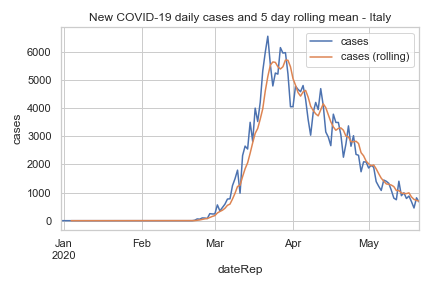 New COVID-19 daily cases and 5 day rolling mean - Italy
cases
cases (rolling)
6000
5000
4000
3000
2000
1000
0
cases
Jan
2020
Feb
Mar
Apr
May
dateRep